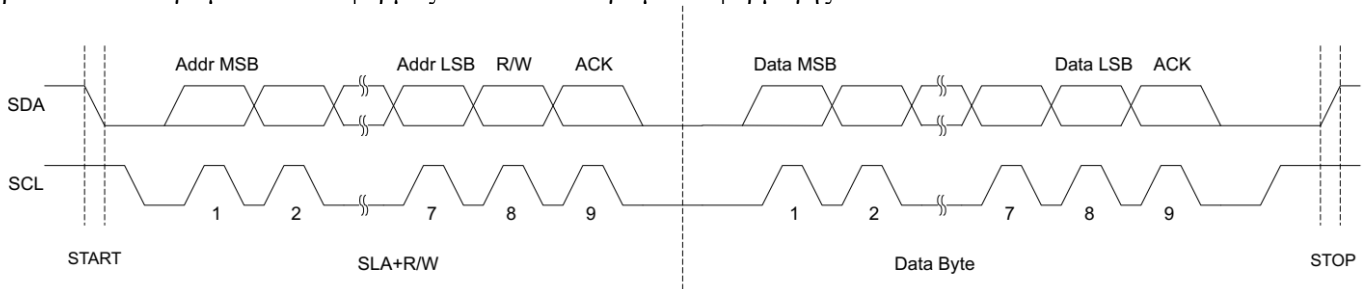 Addr MSB Addr LSB R/W ACK Data MSB Data LSB ACK
SDA
SCL
1 2 7 8 9 1 2 7 8 9
START SLA+R/W Data Byte STOP